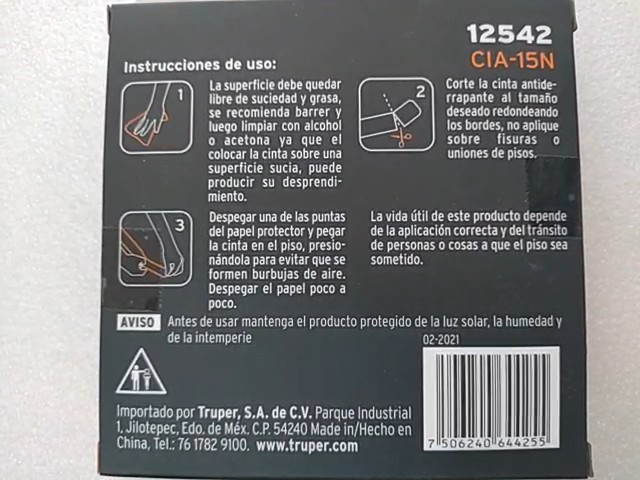 12542
CIA-15N
Instrucciones de uso:
1
La superficie debe quedar
libre de suciedad y grasa,
se recomienda barrer y
luego limpiar con alcohol
o acetona ya que el
colocar la cinta sobre una
superficie sucia, puede
producir su desprendi-
miento.
2
Corte la cinta antide-
rrapante al tamaño
deseado redondeando
los bordes, no aplique
sobre fisuras o
uniones de pisos.
3
Despegar una de las puntas
del papel protector y pegar
la cinta en el piso, presio-
nándola para evitar que se
formen burbujas de aire.
Despegar el papel poco a
poco.
La vida útil de este producto depende
de la aplicación correcta y del tránsito
de personas o cosas a que el piso sea
sometido.
AVISO Antes de usar mantenga el producto protegido de la luz solar, la humedad y
de la intemperie
02-2021
Importado por Truper, S.A. de C.V. Parque Industrial
1, Jilotepec, Edo. de Méx. C.P. 54240 Made in/Hecho en
China, Tel.: 76 1782 9100. www.truper.com
7 506240 644255